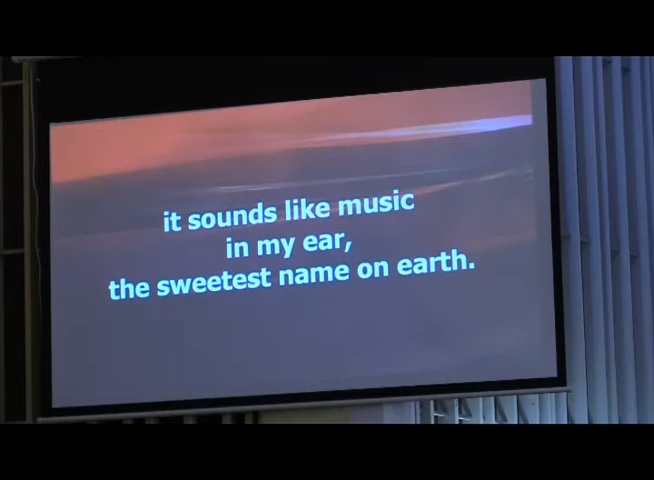 it sounds like music
in my ear,
the sweetest name on earth.